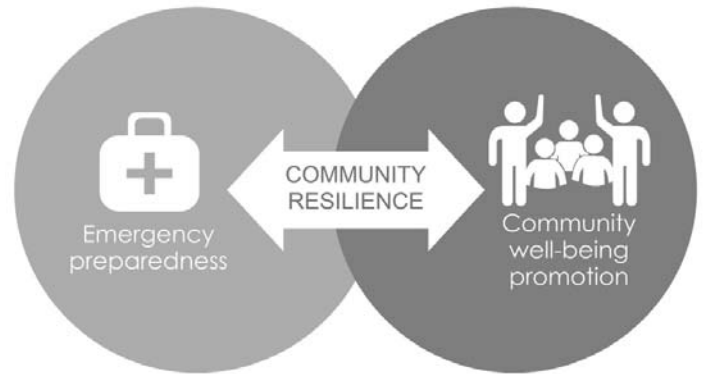 Emergency
preparedness
COMMUNITY
RESILIENCE
Community
well-being
promotion